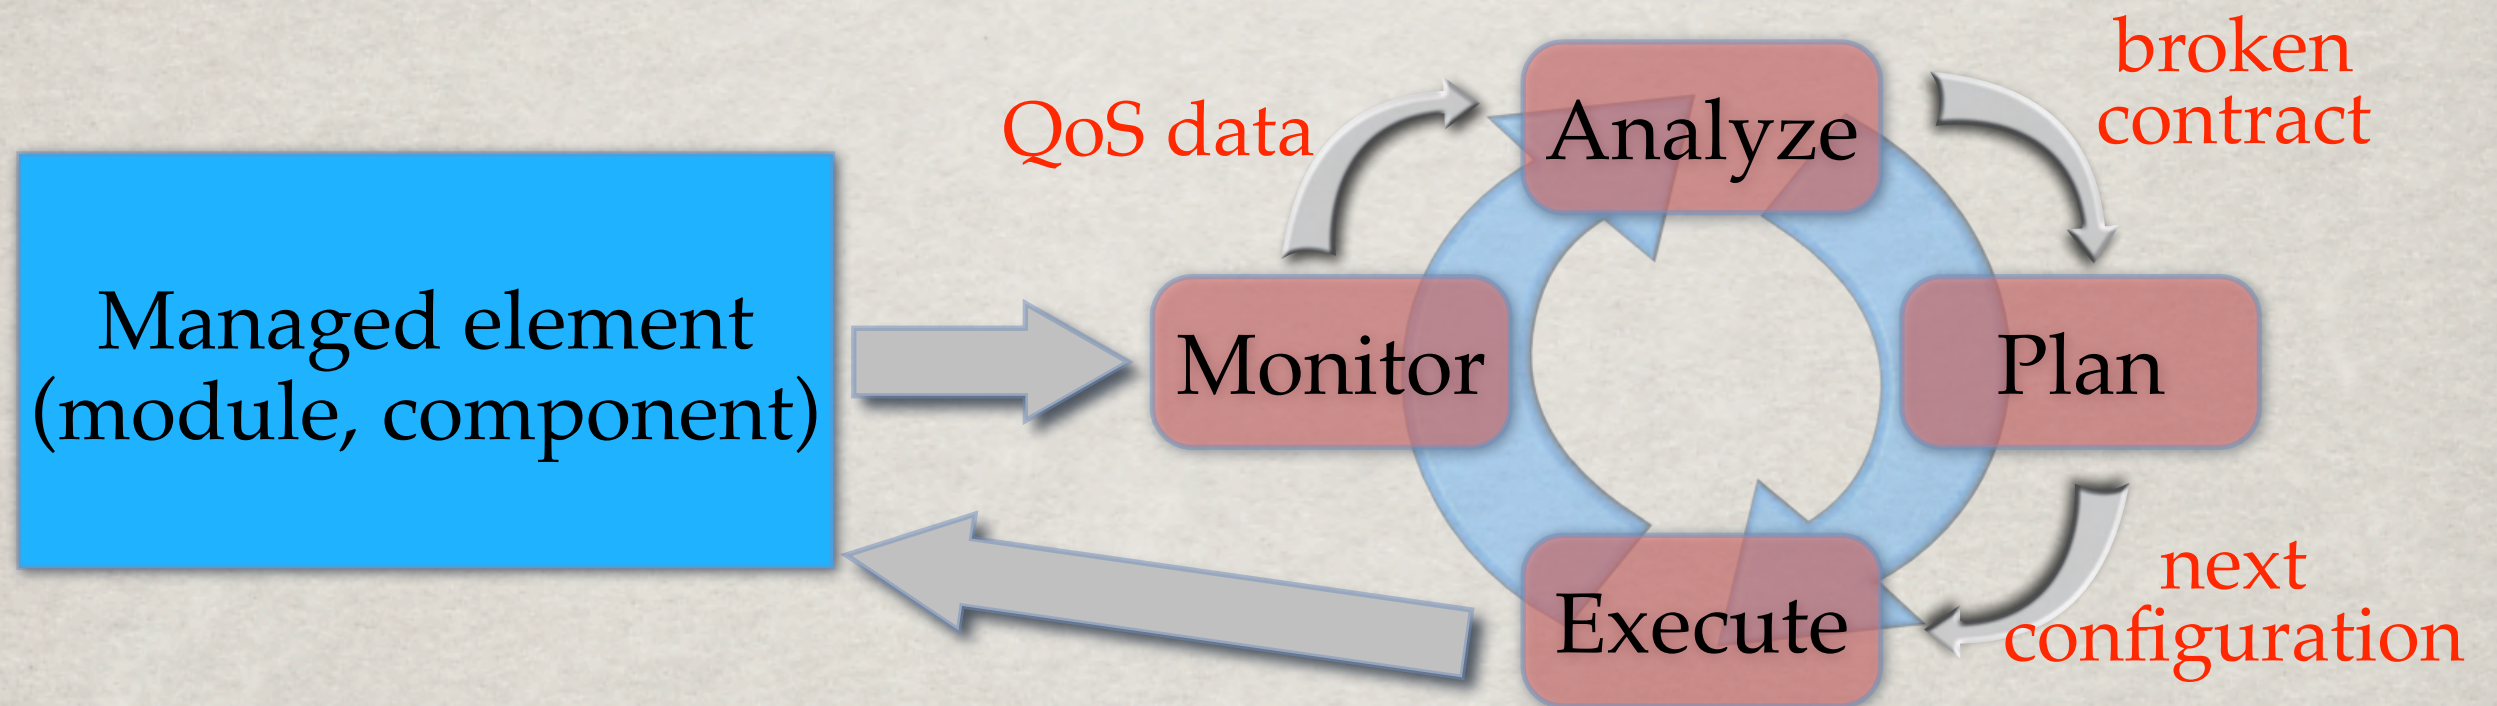 Managed element
(module, component)
QoS data
Monitor
Analyze
broken
contract
Plan
next
configuration
Execute